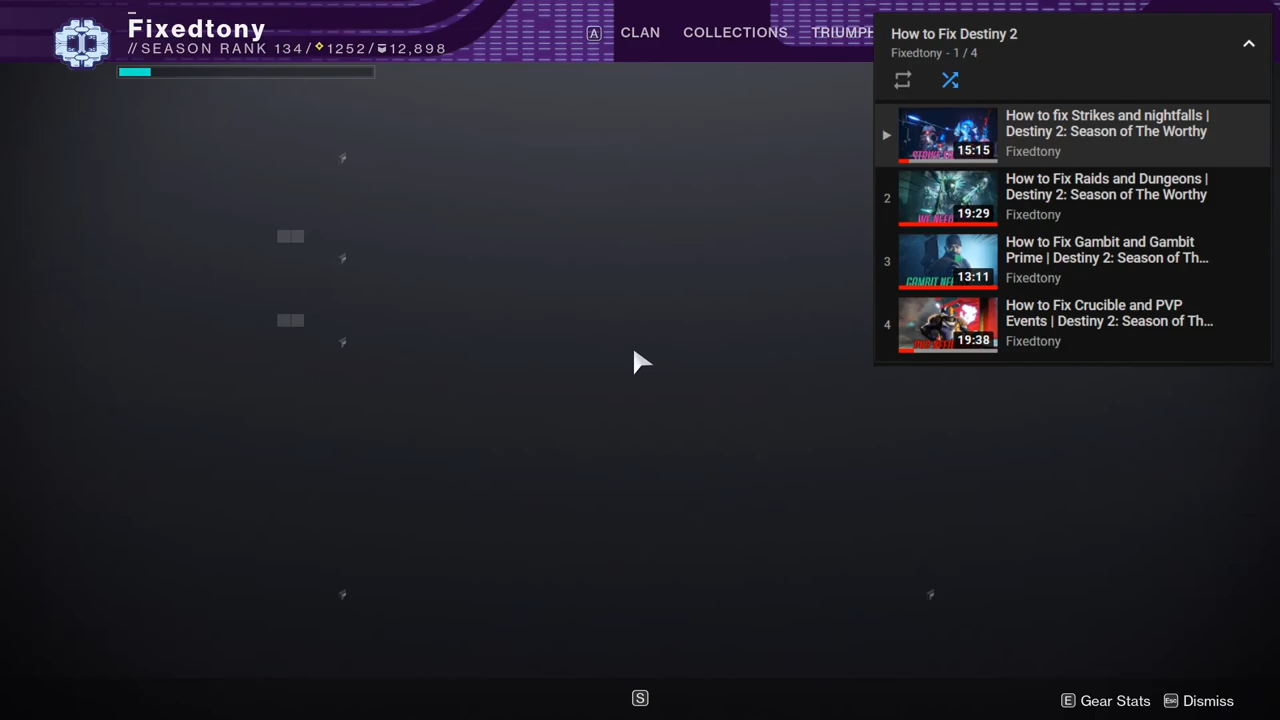 Fixedtony
//SEASON RANK 134/1252/12,898
A CLAN COLLECTIONS TRIUMPH
How to Fix Destiny 2
Fixedtony - 1 / 4
How to fix Strikes and nightfalls |
Destiny 2: Season of The Worthy
Fixedtony
15:15
2
How to Fix Raids and Dungeons |
Destiny 2: Season of The Worthy
Fixedtony
19:29
3
How to Fix Gambit and Gambit
Prime | Destiny 2: Season of Th...
Fixedtony
13:11
4
How to Fix Crucible and PVP
Events | Destiny 2: Season of Th...
Fixedtony
19:38
S
E Gear Stats Esc Dismiss